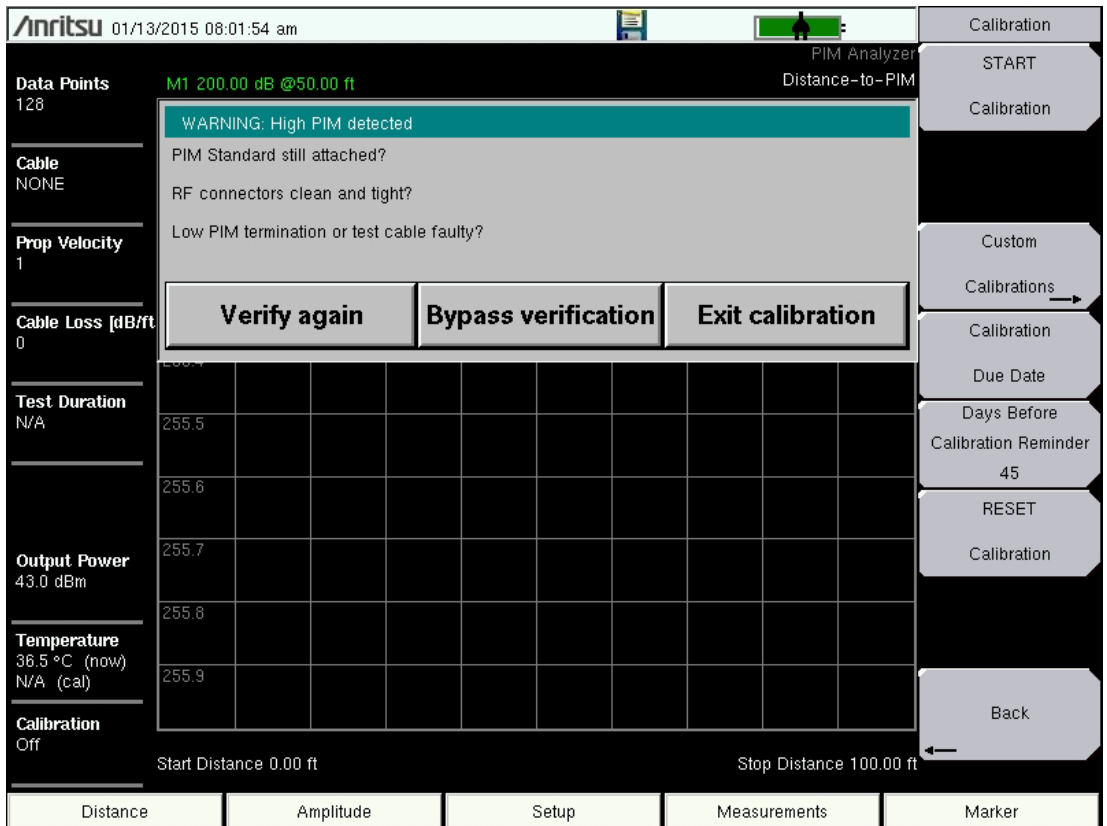 Anritsu 01/13/2015 08:01:54 am
PIM Analyzer
Distance-to-PIM
M1 200.00 dB @50.00 ft
Data Points
128
Cable
NONE
Prop Velocity
1
Cable Loss [dB/ft
0
Test Duration
N/A
Output Power
43.0 dBm
Temperature
36.5 °C (now)
N/A (cal)
Calibration
Off
WARNING: High PIM detected
PIM Standard still attached?
RF connectors clean and tight?
Low PIM termination or test cable faulty?
Verify again
Bypass verification
Exit calibration
255.5
255.6
255.7
255.8
255.9
Start Distance 0.00 ft
Stop Distance 100.00 ft
Calibration
START
Calibration
Custom
Calibrations
Calibration
Due Date
Days Before
Calibration Reminder
45
RESET
Calibration
Back
Distance
Amplitude
Setup
Measurements
Marker